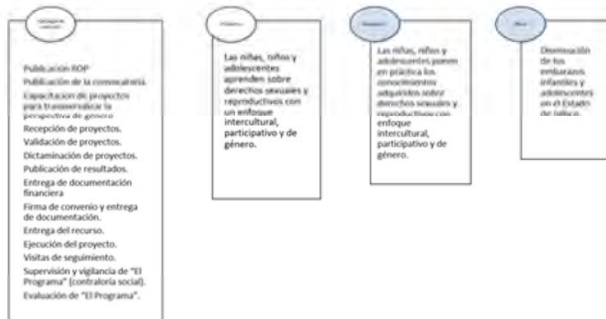 Publicación ROP
Publicación de la convocatoria.
Capacitación de proyectos
para transversalizar la
perspectiva de género
Recepción de proyectos.
Validación de proyectos.
Dictaminación de proyectos.
Publicación de resultados.
Entrega de documentación
financiera
Firma de convenio y entrega
de documentación.
Entrega del recurso.
Ejecución del proyecto.
Visitas de seguimiento.
Supervisión y vigilancia de "El
Programa" (contraloría social).
Evaluación de "El Programa".
Las niñas, niños y
adolescentes
aprenden sobre
derechos sexuales y
reproductivos con
un enfoque
intercultural,
participativo y de
género.
Las niñas, niños y
adolescentes ponen
en práctica los
conocimientos
adquiridos sobre
derechos sexuales y
reproductivos con
enfoque
intercultural,
participativo y de
género.
Disminución
de los
embarazos
infantiles y
adolescentes
en el Estado
de Jalisco.